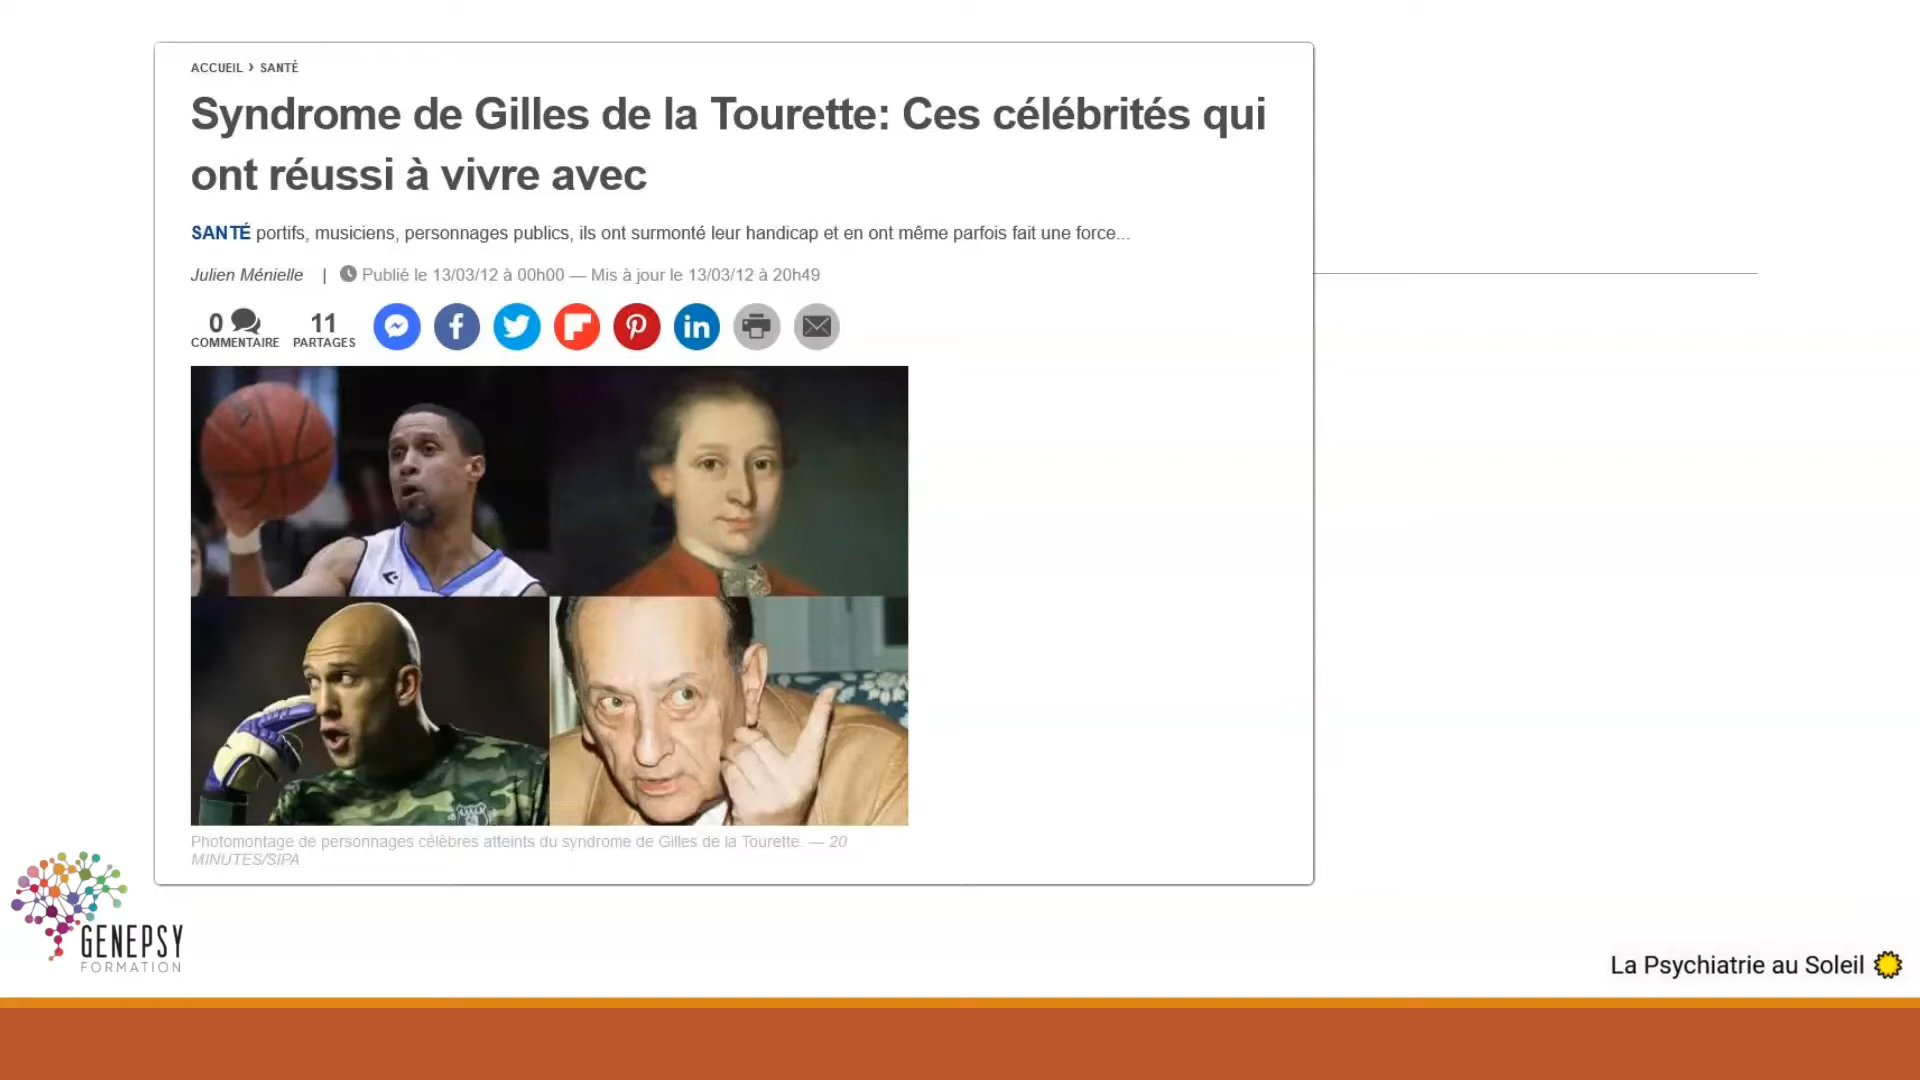 ACCUEIL › SANTÉ
Syndrome de Gilles de la Tourette: Ces célébrités qui
ont réussi à vivre avec
SANTÉ portifs, musiciens, personnages publics, ils ont surmonté leur handicap et en ont même parfois fait une force...
Julien Ménielle | Publié le 13/03/12 à 00h00 — Mis à jour le 13/03/12 à 20h49
0 11
COMMENTAIRE PARTAGES
Photomontage de personnages célèbres atteints du syndrome de Gilles de la Tourette. — 20
MINUTES/SIPA
GENEPSY
FORMATION
La Psychiatrie au Soleil